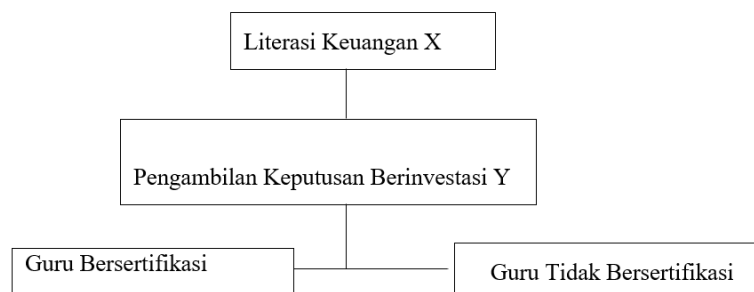 Literasi Keuangan X
Pengambilan Keputusan Berinvestasi Y
Guru Bersertifikasi
Guru Tidak Bersertifikasi